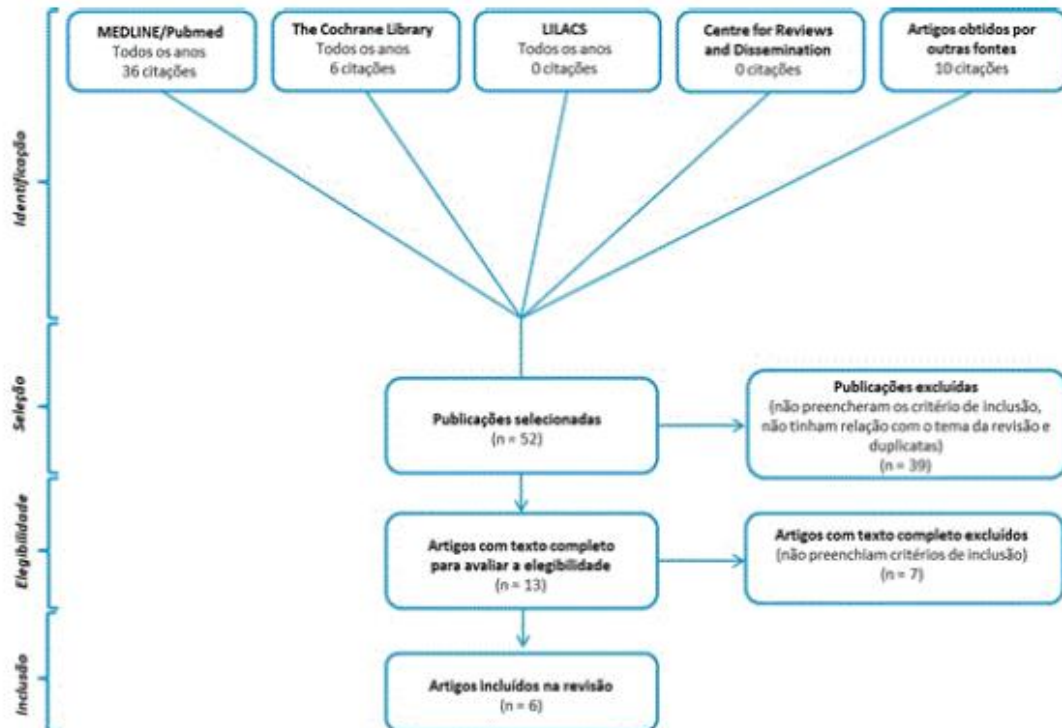 MEDLINE/Pubmed
Todos os anos
36 citações
The Cochrane Library
Todos os anos
6 citações
LILACS
Todos os anos
0 citações
Centre for Reviews
and Dissemination
0 citações
Artigos obtidos por
outras fontes
10 citações
Identificação
Seleção
Publicações selecionadas
(n = 52)
Publicações excluídas
(não preencheram os critério de inclusão,
não tinham relação com o tema da revisão e
duplicatas)
(n = 39)
Elegibilidade
Artigos com texto completo
para avaliar a elegibilidade
(n = 13)
Artigos com texto completo excluídos
(não preenchiam critérios de inclusão)
(n = 7)
Inclusão
Artigos incluídos na revisão
(n = 6)